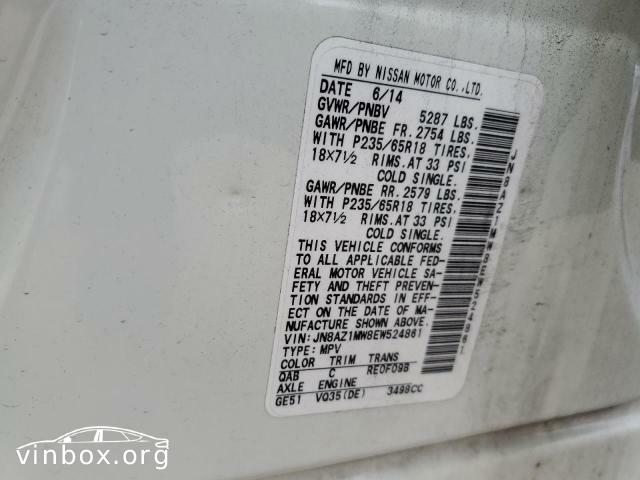 MFD BY NISSAN MOTOR CO.,LTD.
DATE 6/14
GVWR/PNBV 5287 LBS.
GAWR/PNBE FR. 2754 LBS.
WITH P235/65R18 TIRES.
18X7½ RIMS. AT 33 PSI
COLD SINGLE.
GAWR/PNBE RR. 2579 LBS.
WITH P235/65R18 TIRES.
18X7½ RIMS. AT 33 PSI
COLD SINGLE.
THIS VEHICLE CONFORMS
TO ALL APPLICABLE FED-
ERAL MOTOR VEHICLE SA-
FETY AND THEFT PREVEN-
TION STANDARDS IN EFF-
ECT ON THE DATE OF MA-
NUFACTURE SHOWN ABOVE.
VIN: JN8AZ1MW8EW524861
TYPE: MPV
COLOR TRIM TRANS
QAB C RE0F09B
AXLE ENGINE
GE51 VQ35(DE) 3498CC
JN8AZ1MW8EW524861
vinbox.org